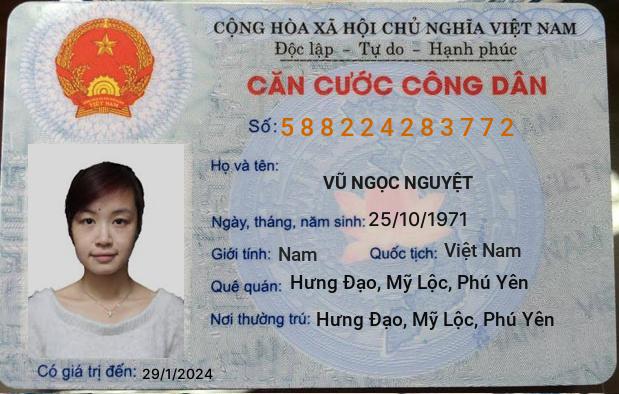 CỘNG HÒA XÃ HỘI CHỦ NGHĨA VIỆT NAM
Độc lập - Tự do - Hạnh phúc
CĂN CƯỚC CÔNG DÂN
Số: 588224283772
Họ và tên:
VŨ NGỌC NGUYỆT
Ngày, tháng, năm sinh: 25/10/1971
Giới tính: Nam Quốc tịch: Việt Nam
Quê quán: Hưng Đạo, Mỹ Lộc, Phú Yên
Nơi thường trú: Hưng Đạo, Mỹ Lộc, Phú Yên
Có giá trị đến: 29/1/2024